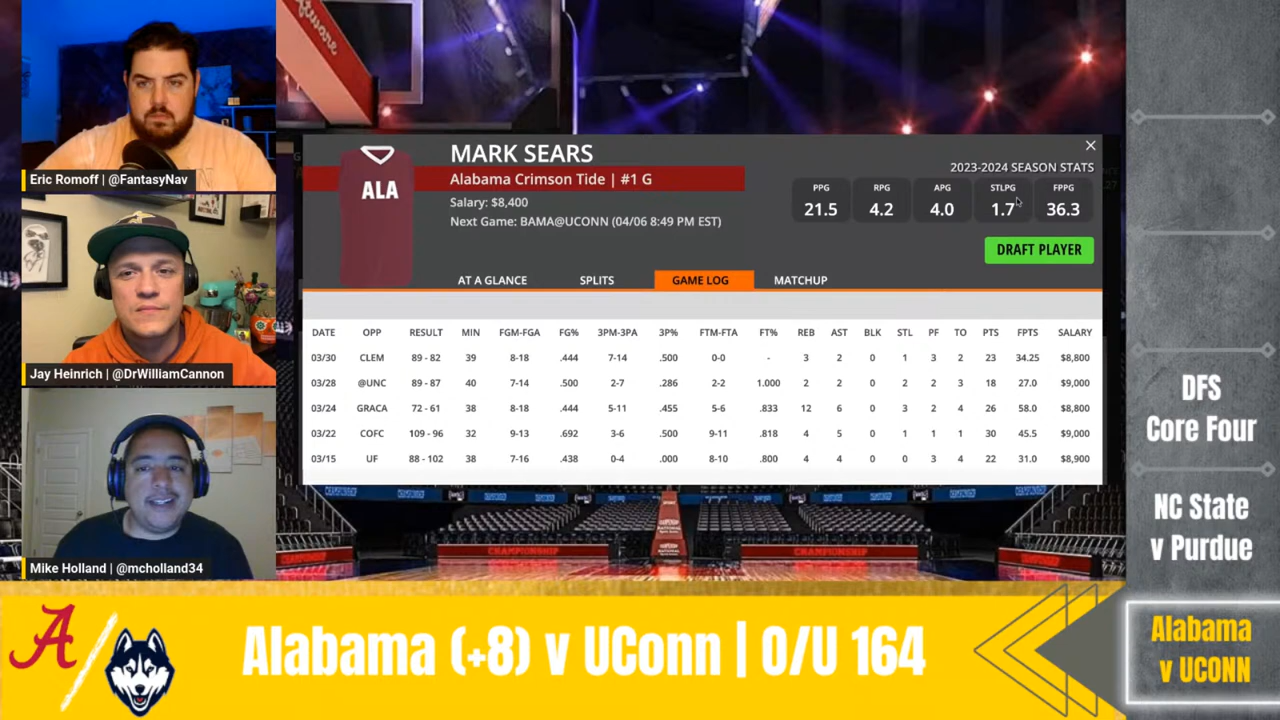 Eric Romoff | @FantasyNav
Jay Heinrich | @DrWilliamCannon
Mike Holland | @mcholland34
ALA
MARK SEARS
Alabama Crimson Tide | #1 G
Salary: $8,400
Next Game: BAMA@UCONN (04/06 8:49 PM EST)
2023-2024 SEASON STATS
PPG RPG APG STLPG FPPG
21.5 4.2 4.0 1.7 36.3
DRAFT PLAYER
AT A GLANCE SPLITS GAME LOG MATCHUP
DATE OPP RESULT MIN FGM-FGA FG% 3PM-3PA 3P% FTM-FTA FT% REB AST BLK STL PF TO PTS FPTS SALARY
03/30 CLEM 89 - 82 39 8-18 .444 7-14 .500 0-0 - 3 2 0 1 3 2 23 34.25 $8,800
03/28 @UNC 89 - 87 40 7-14 .500 2-7 .286 2-2 1.000 2 2 0 2 2 3 18 27.0 $9,000
03/24 GRACA 72 - 61 38 8-18 .444 5-11 .455 5-6 .833 12 6 0 3 2 4 26 58.0 $8,800
03/22 COFC 109 - 96 32 9-13 .692 3-6 .500 9-11 .818 4 5 0 1 1 1 30 45.5 $9,000
03/15 UF 88 - 102 38 7-16 .438 0-4 .000 8-10 .800 4 4 0 0 3 4 22 31.0 $8,900
CHAMPIONSHIP
CHAMPIONSHIP
DFS
Core Four
NC State
v Purdue
Alabama
v UCONN
A
Alabama (+8) v UConn | O/U 164